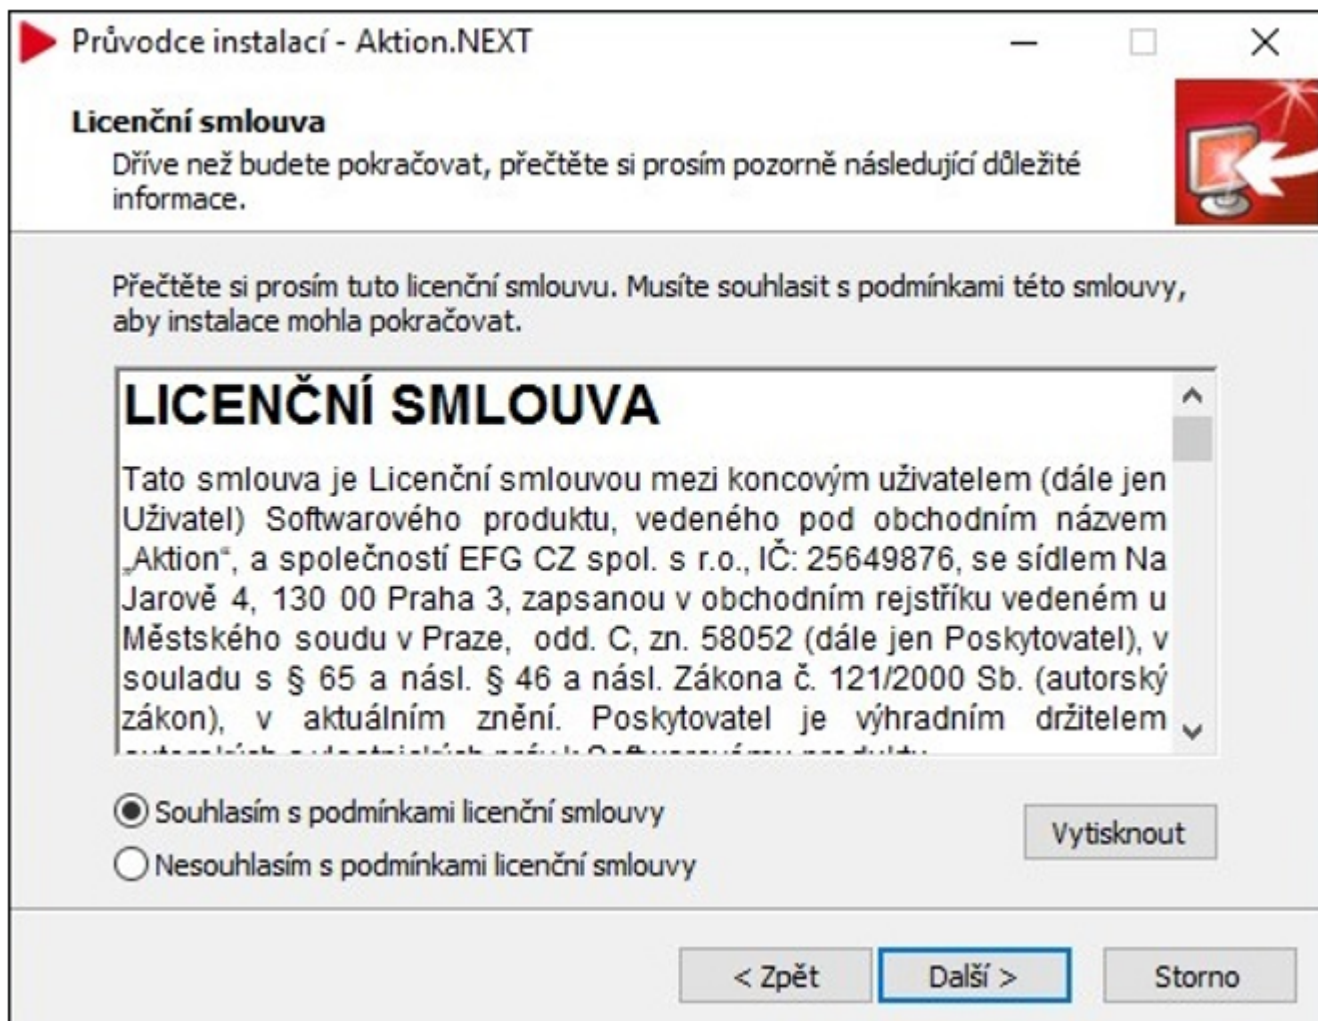 Průvodce instalací - Aktion.NEXT
Licenční smlouva
Dříve než budete pokračovat, přečtěte si prosím pozorně následující důležité
informace.
Přečtěte si prosím tuto licenční smlouvu. Musíte souhlasit s podmínkami této smlouvy,
aby instalace mohla pokračovat.
LICENČNÍ SMLOUVA
Tato smlouva je Licenční smlouvou mezi koncovým uživatelem (dále jen
Uživatel) Softwarového produktu, vedeného pod obchodním názvem
„Aktion“, a společností EFG CZ spol. s r.o., IČ: 25649876, se sídlem Na
Jarově 4, 130 00 Praha 3, zapsanou v obchodním rejstříku vedeném u
Městského soudu v Praze, odd. C, zn. 58052 (dále jen Poskytovatel), v
souladu s § 65 a násl. § 46 a násl. Zákona č. 121/2000 Sb. (autorský
zákon), v aktuálním znění. Poskytovatel je výhradním držitelem
Souhlasím s podmínkami licenční smlouvy
Nesouhlasím s podmínkami licenční smlouvy
Vytisknout
< Zpět
Další >
Storno